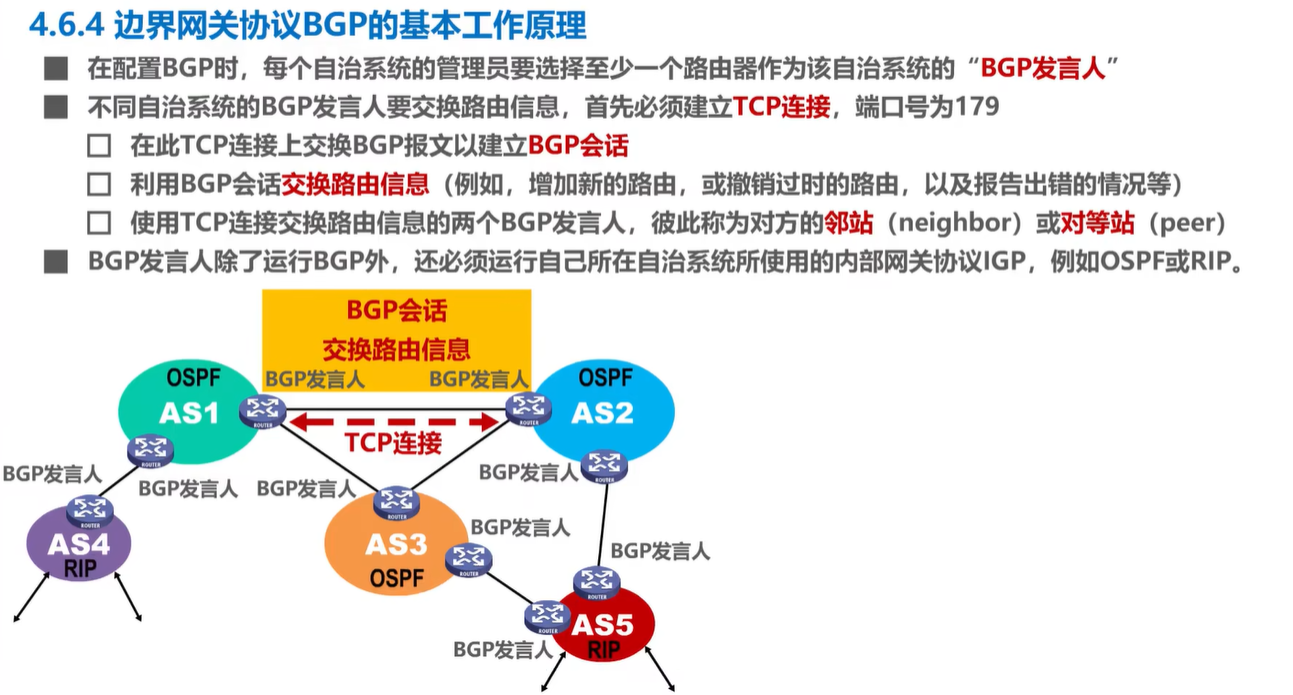 4.6.4 边界网关协议BGP的基本工作原理
在配置BGP时，每个自治系统的管理员要选择至少一个路由器作为该自治系统的“BGP发言人”
不同自治系统的BGP发言人要交换路由信息，首先必须建立TCP连接，端口号为179
在此TCP连接上交换BGP报文以建立BGP会话
利用BGP会话交换路由信息（例如，增加新的路由，或撤销过时的路由，以及报告出错的情况等）
使用TCP连接交换路由信息的两个BGP发言人，彼此称为对方的邻站（neighbor）或对等站（peer）
BGP发言人除了运行BGP外，还必须运行自己所在自治系统所使用的内部网关协议IGP，例如OSPF或RIP。
BGP会话
交换路由信息
BGP发言人
BGP发言人
OSPF
AS1
ROUTER
ROUTER
OSPF
AS2
ROUTER
ROUTER
TCP连接
BGP发言人
BGP发言人
BGP发言人
BGP发言人
ROUTER
AS4
RIP
ROUTER
AS3
OSPF
BGP发言人
ROUTER
BGP发言人
ROUTER
ROUTER
AS5
RIP
BGP发言人